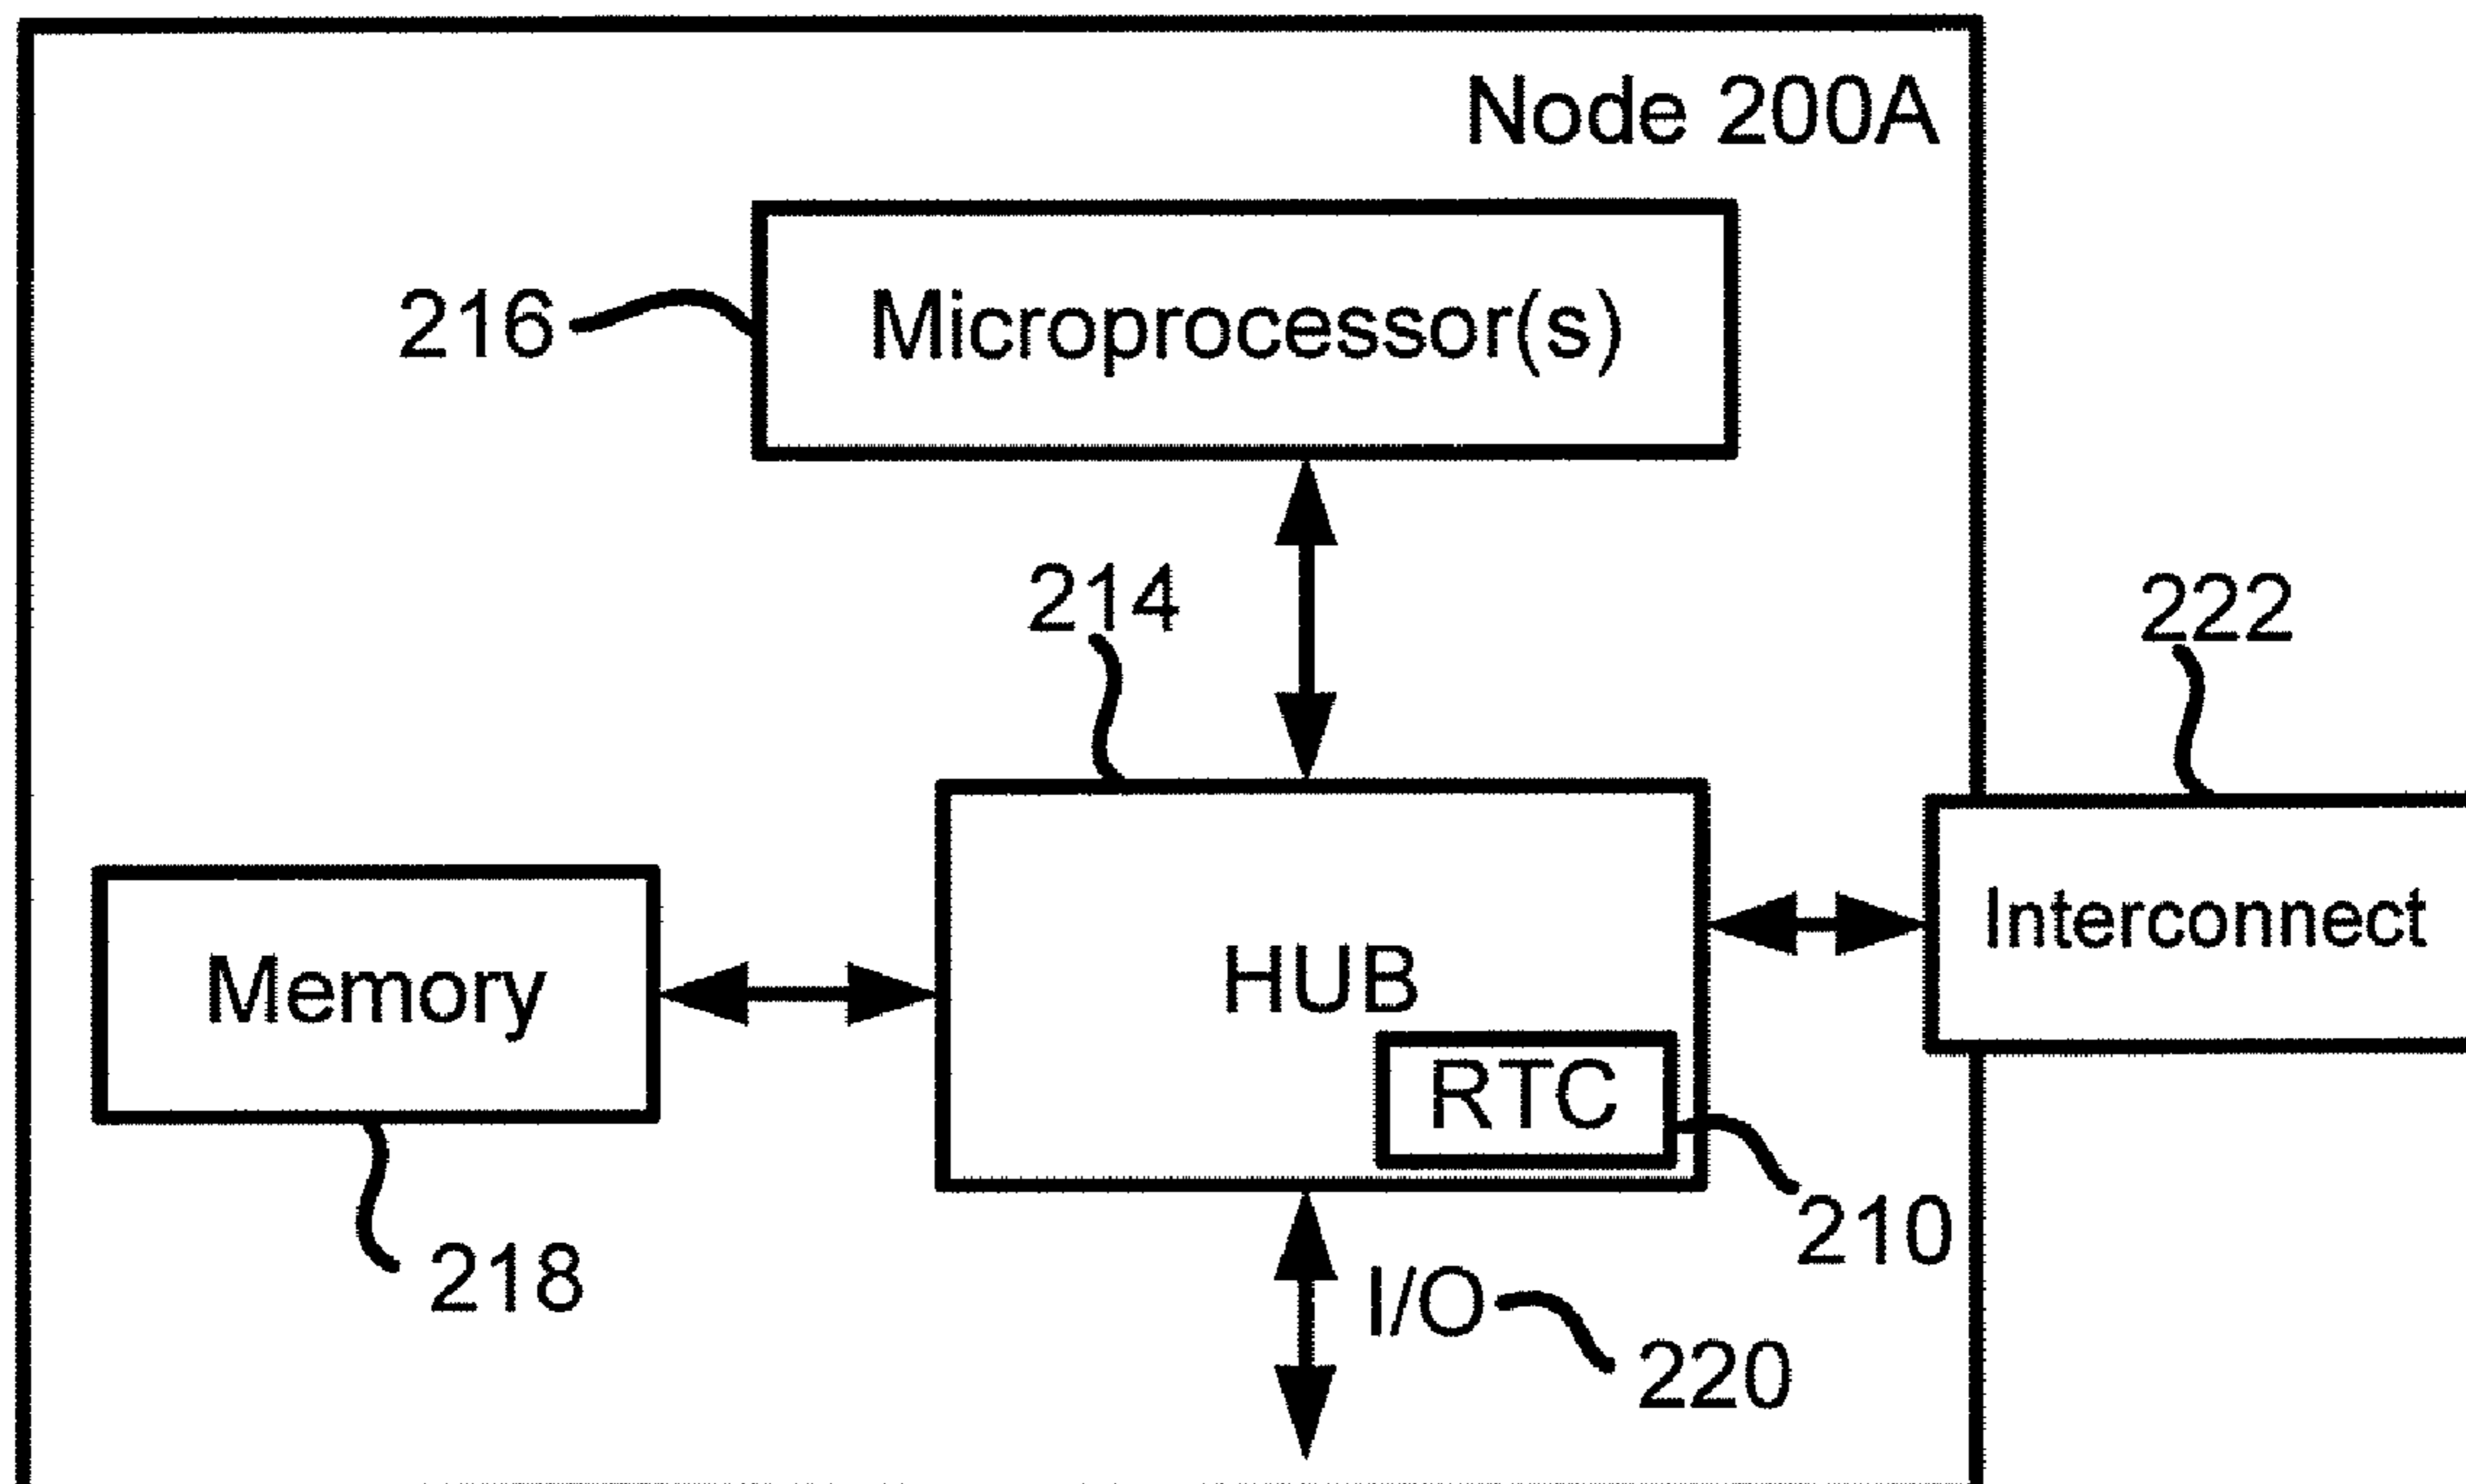 Node 200A
216
Microprocessor(s)
214
222
Memory
HUB
Interconnect
RTC
218
210
I/O
220